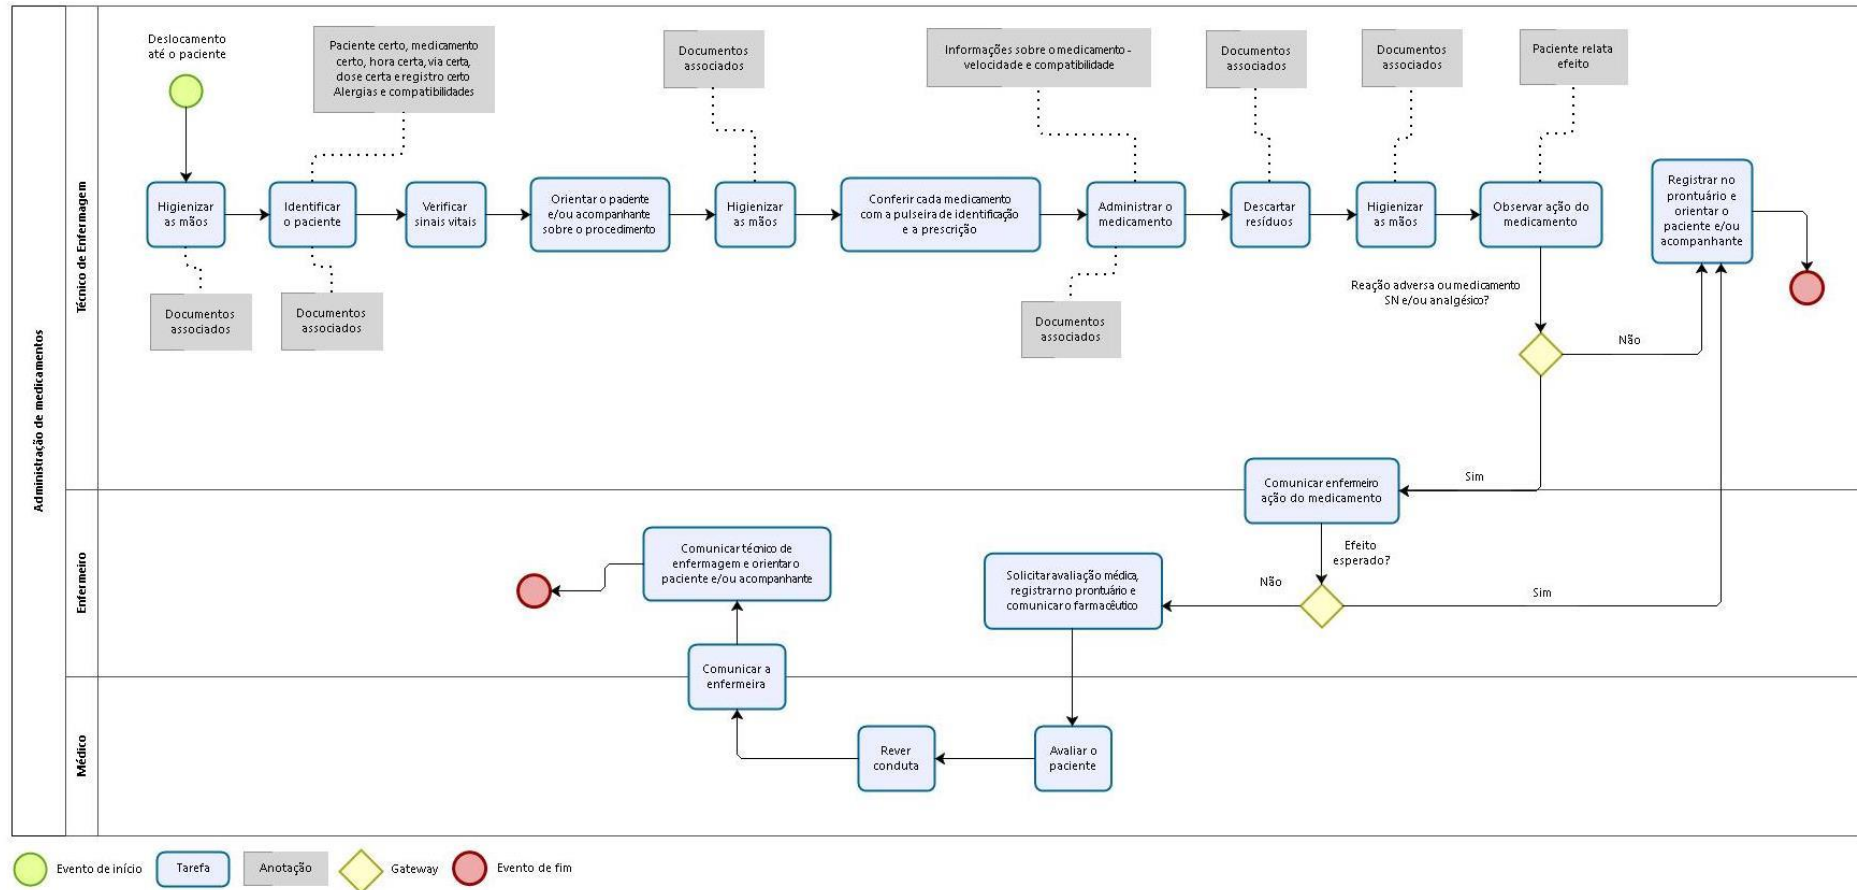 Administração de medicamentos
Técnico de Enfermagem
Deslocamento
até o paciente
Paciente certo, medicamento
certo, hora certa, via certa,
dose certa e registro certo
Alergias e compatibilidades
Documentos
associados
Informações sobre o medicamento -
velocidade e compatibilidade
Documentos
associados
Documentos
associados
Paciente relata
efeito
Higienizar
as mãos
Identificar
o paciente
Verificar
sinais vitais
Orientar o paciente
e/ou acompanhante
sobre o procedimento
Higienizar
as mãos
Conferir cada medicamento
com a pulseira de identificação
e a prescrição
Administrar o
medicamento
Descartar
resíduos
Higienizar
as mãos
Observar ação do
medicamento
Registrar no
prontuário e
orientar o
paciente e/ou
acompanhante
Documentos
associados
Documentos
associados
Documentos
associados
Reação adversa ou medicamento
SN e/ou analgésico?
Não
Sim
Comunicar enfermeiro
ação do medicamento
Enfermeiro
Efeito
esperado?
Não
Sim
Solicitar avaliação médica,
registrar no prontuário e
comunicar o farmacêutico
Comunicar técnico de
enfermagem e orientar o
paciente e/ou acompanhante
Comunicar a
enfermeira
Médico
Rever
conduta
Avaliar o
paciente
Evento de início
Tarefa
Anotação
Gateway
Evento de fim